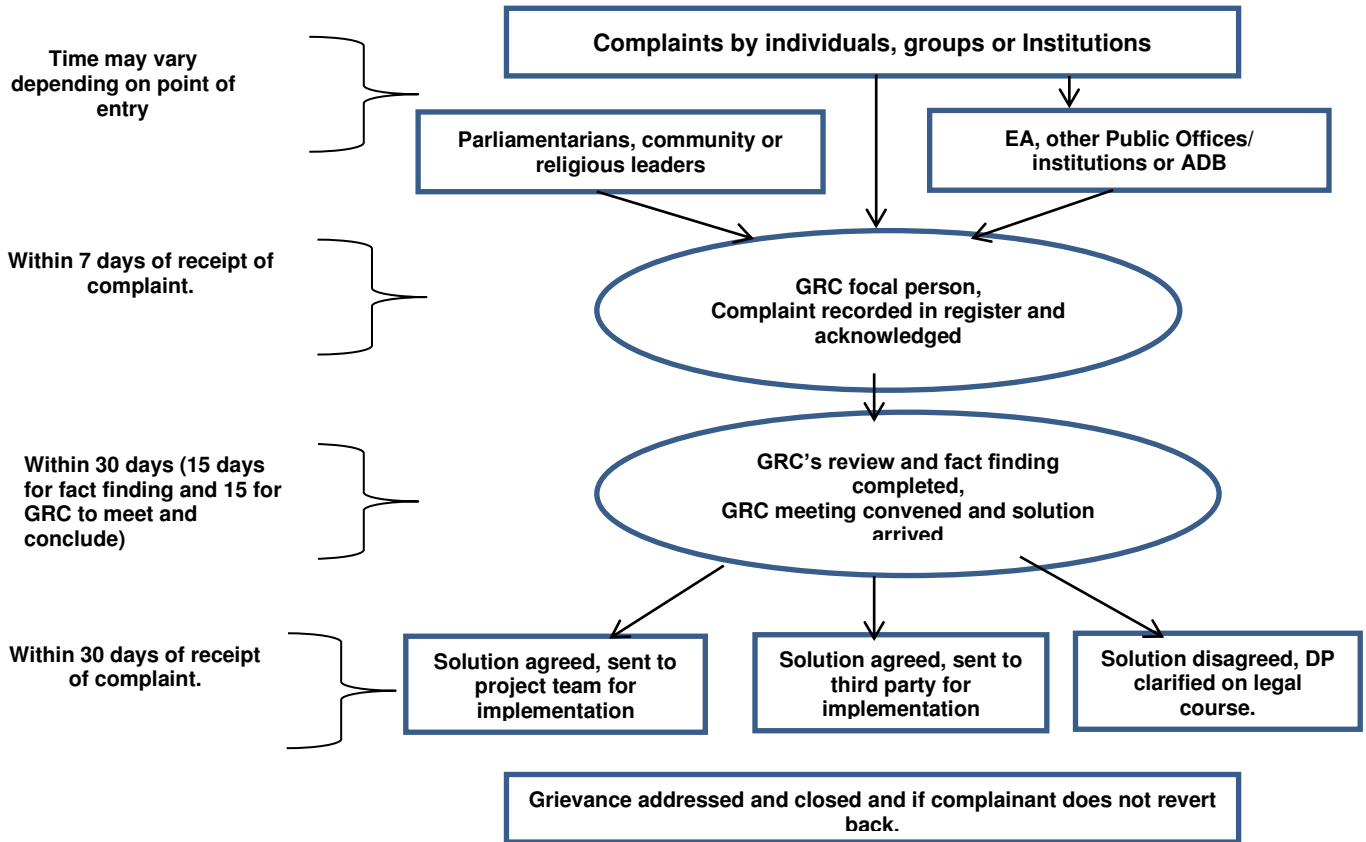 Complaints by individuals, groups or Institutions
Time may vary
depending on point of
entry
Parliamentarians, community or
religious leaders
EA, other Public Offices/
institutions or ADB
Within 7 days of receipt of
complaint.
GRC focal person,
Complaint recorded in register and
acknowledged
Within 30 days (15 days
for fact finding and 15 for
GRC to meet and
conclude)
GRC's review and fact finding
completed,
GRC meeting convened and solution
arrived
Within 30 days of receipt
of complaint.
Solution agreed, sent to
project team for
implementation
Solution agreed, sent to
third party for
implementation
Solution disagreed, DP
clarified on legal
course.
Grievance addressed and closed and if complainant does not revert
back.